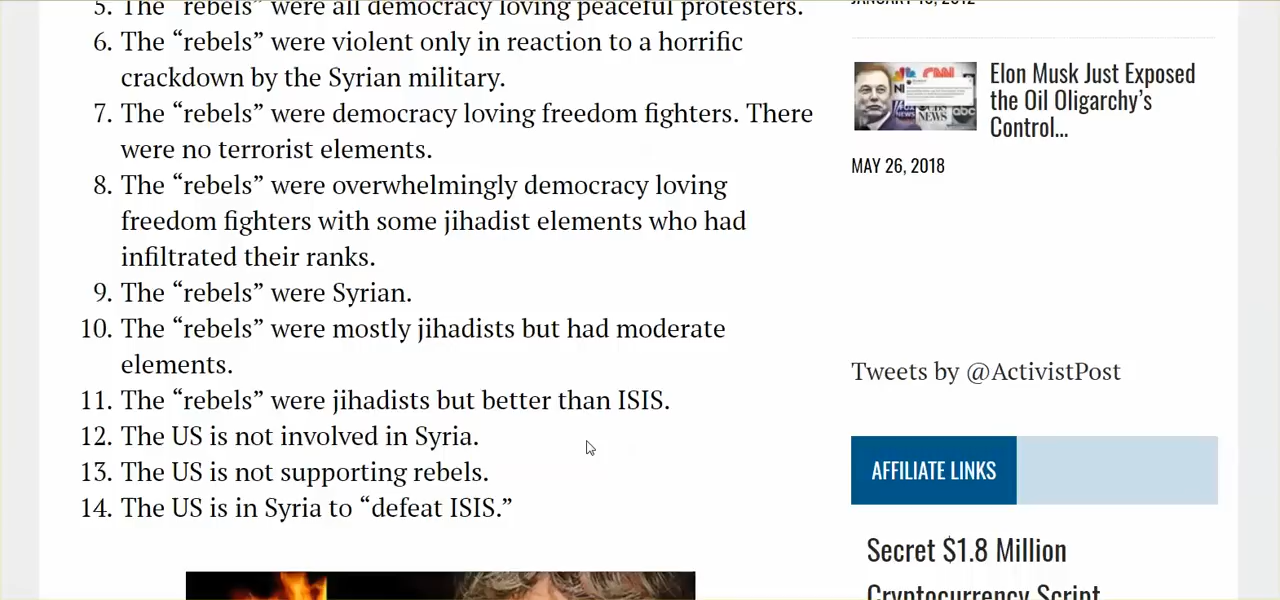 5. The “rebels” were all democracy loving peaceful protesters.
6. The “rebels” were violent only in reaction to a horrific
crackdown by the Syrian military.
7. The “rebels” were democracy loving freedom fighters. There
were no terrorist elements.
8. The “rebels” were overwhelmingly democracy loving
freedom fighters with some jihadist elements who had
infiltrated their ranks.
9. The “rebels” were Syrian.
10. The “rebels” were mostly jihadists but had moderate
elements.
11. The “rebels” were jihadists but better than ISIS.
12. The US is not involved in Syria.
13. The US is not supporting rebels.
14. The US is in Syria to “defeat ISIS.”
Elon Musk Just Exposed
the Oil Oligarchy’s
Control...
CNN
NEWS
NEWS
abc
MAY 26, 2018
Tweets by @ActivistPost
AFFILIATE LINKS
Secret $1.8 Million
Cryptocurrency Script